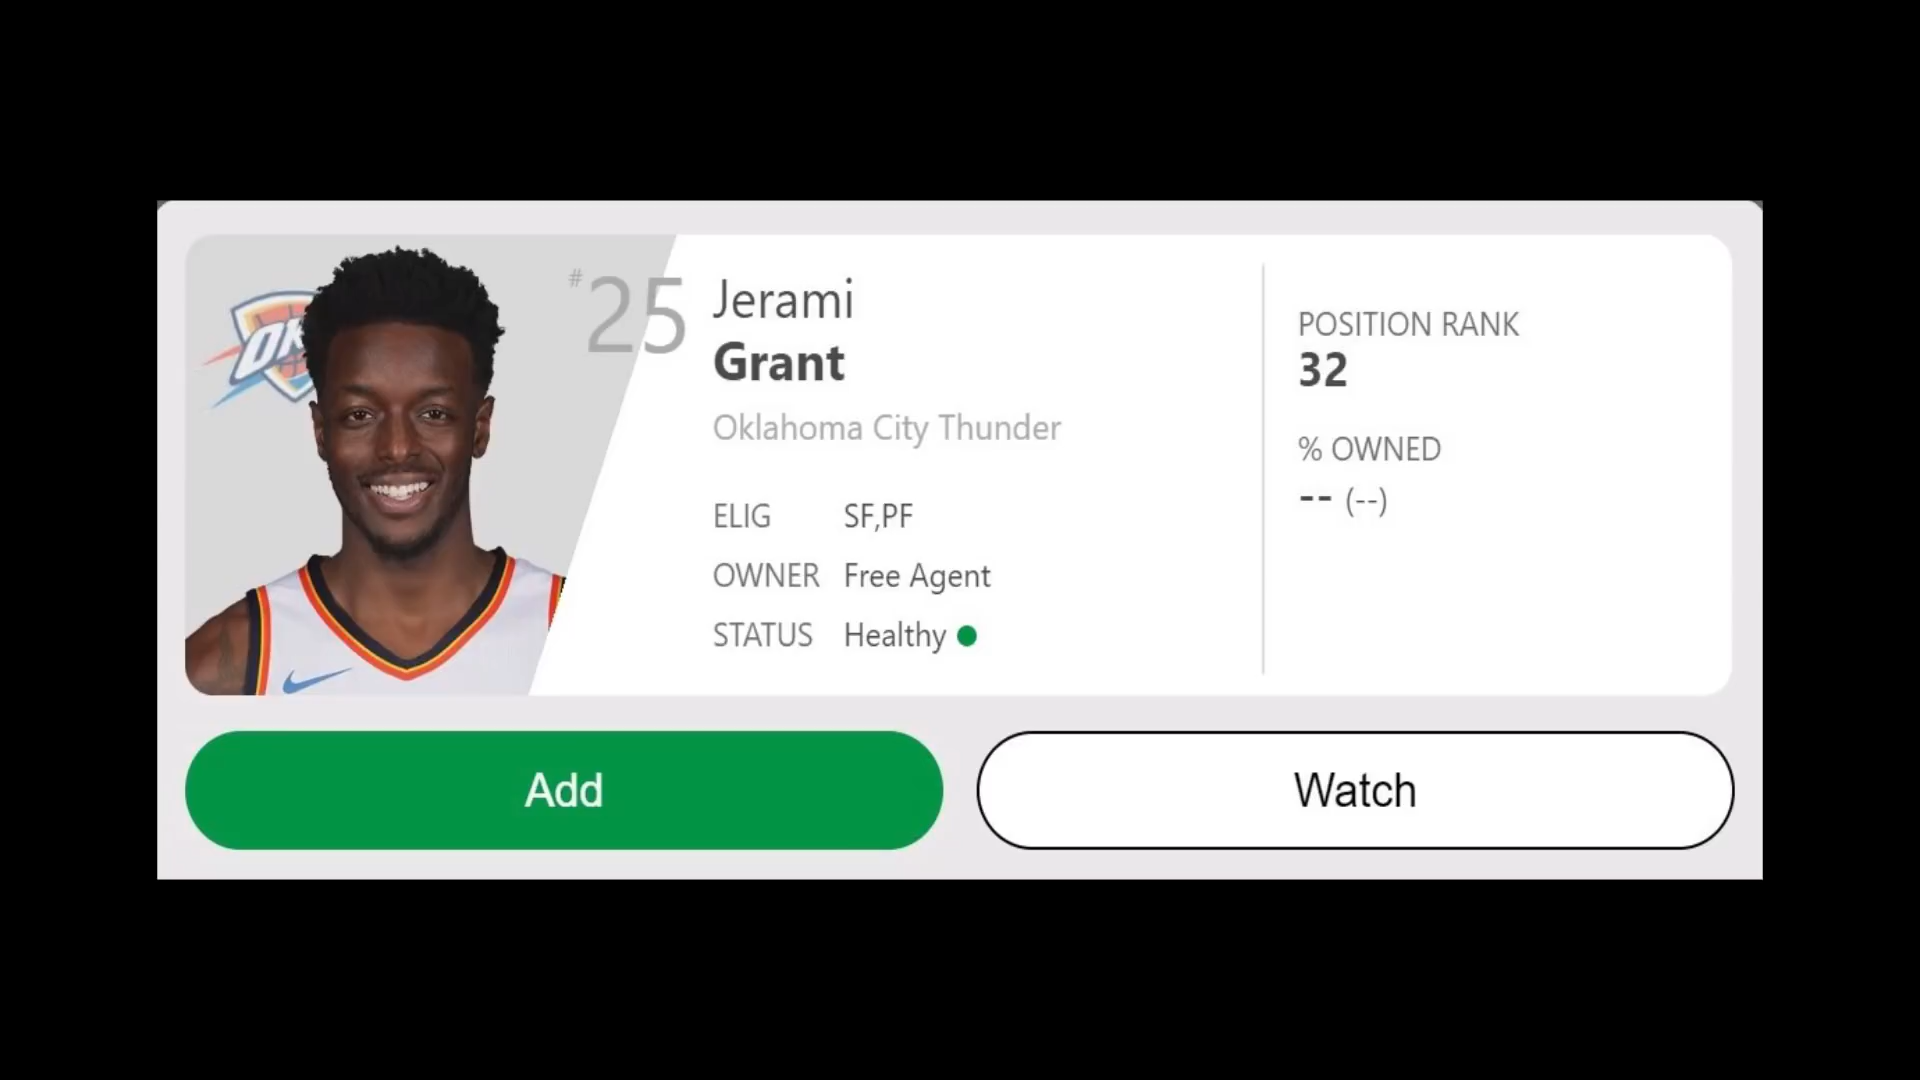 OK
#25
Jerami
Grant
Oklahoma City Thunder
ELIG SF,PF
OWNER Free Agent
STATUS Healthy
POSITION RANK
32
% OWNED
-- (--)
Add
Watch